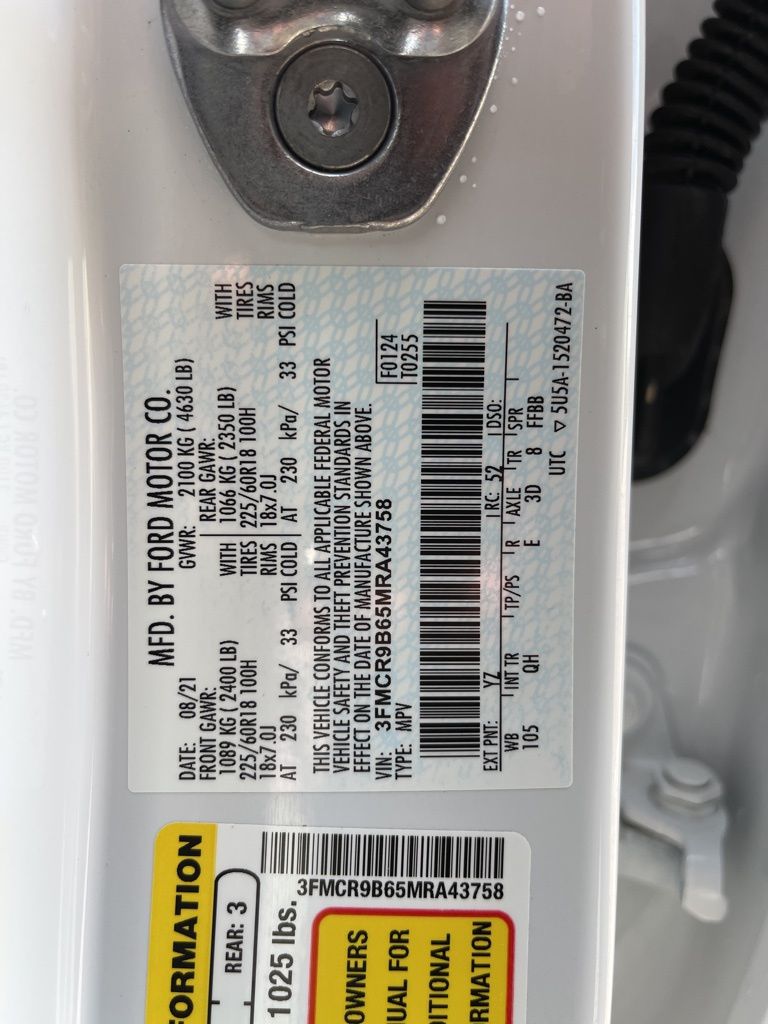 MFD. BY FORD MOTOR CO.
DATE: 08/21 GVWR: 2100 KG ( 4630 LB)
FRONT GAWR: REAR GAWR:
1089 KG ( 2400 LB) WITH 1066 KG ( 2350 LB) WITH
225/60R18 100H TIRES 225/60R18 100H TIRES
18x7.0J RIMS 18x7.0J RIMS
AT 230 kPa/ 33 PSI COLD AT 230 kPa/ 33 PSI COLD
THIS VEHICLE CONFORMS TO ALL APPLICABLE FEDERAL MOTOR
VEHICLE SAFETY AND THEFT PREVENTION STANDARDS IN
EFFECT ON THE DATE OF MANUFACTURE SHOWN ABOVE.
VIN: 3FMCR9B65MRA43758 F0124
TYPE: MPV T0255
EXT PNT: YZ RC: 52 DSO:
WB INT TR TP/PS R AXLE TR SPR
105 QH E 3D 8 FFBB
UTC ▽ 5U5A-1520472-BA
FORMATION
REAR: 3
3FMCR9B65MRA43758
1025 lbs.
OWNERS
UAL FOR
DITIONAL
RMATION